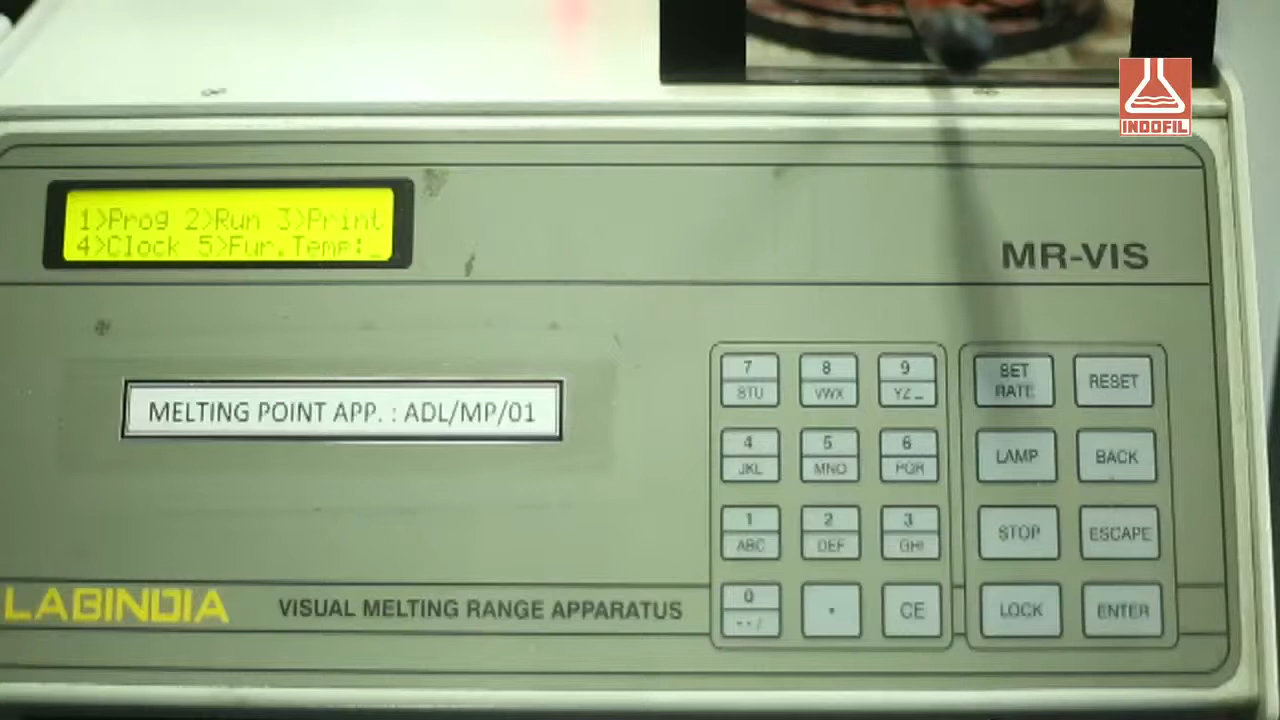 INDOFIL
1>Prog 2>Run 3>Print
4>Clock 5>Fur.Temp:_
MR-VIS
MELTING POINT APP. : ADL/MP/01
7 8 9 SET RATE RESET
STU VWX YZ_
4 5 6 LAMP BACK
JKL MNO PQR
1 2 3 STOP ESCAPE
ABC DEF GHI
0 . CE LOCK ENTER
LABINDIA VISUAL MELTING RANGE APPARATUS